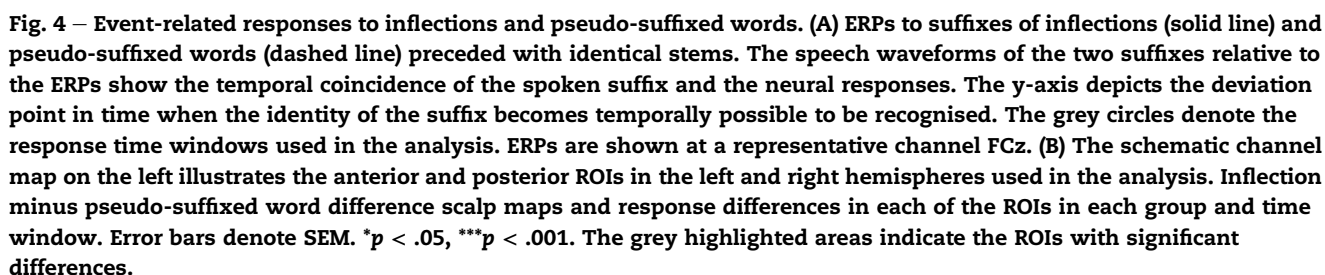 Fig. 4 – Event-related responses to inflections and pseudo-suffixed words. (A) ERPs to suffixes of inflections (solid line) and
pseudo-suffixed words (dashed line) preceded with identical stems. The speech waveforms of the two suffixes relative to
the ERPs show the temporal coincidence of the spoken suffix and the neural responses. The y-axis depicts the deviation
point in time when the identity of the suffix becomes temporally possible to be recognised. The grey circles denote the
response time windows used in the analysis. ERPs are shown at a representative channel FCz. (B) The schematic channel
map on the left illustrates the anterior and posterior ROIs in the left and right hemispheres used in the analysis. Inflection
minus pseudo-suffixed word difference scalp maps and response differences in each of the ROIs in each group and time
window. Error bars denote SEM. *p < .05, ***p < .001. The grey highlighted areas indicate the ROIs with significant
differences.